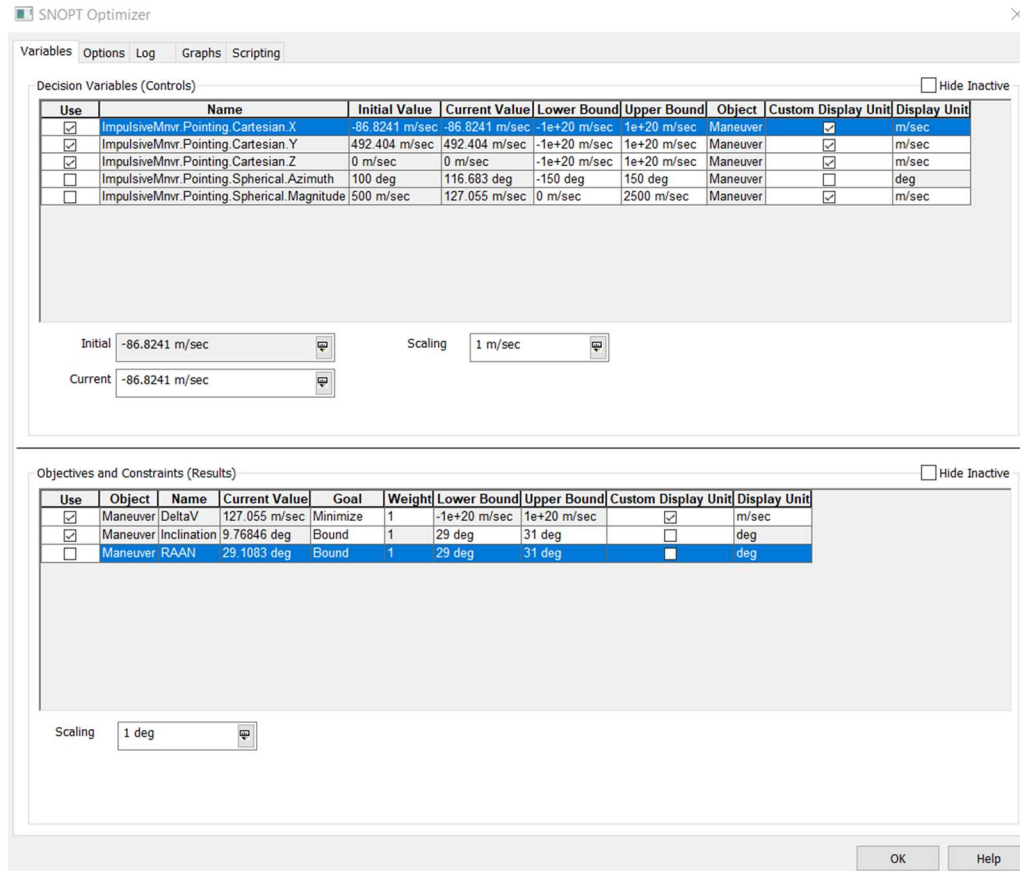 SNOPT Optimizer
Variables Options Log Graphs Scripting
Decision Variables (Controls) Hide Inactive
Use Name Initial Value Current Value Lower Bound Upper Bound Object Custom Display Unit Display Unit
ImpulsiveMnvr.Pointing.Cartesian.X -86.8241 m/sec -86.8241 m/sec -1e+20 m/sec 1e+20 m/sec Maneuver m/sec
ImpulsiveMnvr.Pointing.Cartesian.Y 492.404 m/sec 492.404 m/sec -1e+20 m/sec 1e+20 m/sec Maneuver m/sec
ImpulsiveMnvr.Pointing.Cartesian.Z 0 m/sec 0 m/sec -1e+20 m/sec 1e+20 m/sec Maneuver m/sec
ImpulsiveMnvr.Pointing.Spherical.Azimuth 100 deg 116.683 deg -150 deg 150 deg Maneuver deg
ImpulsiveMnvr.Pointing.Spherical.Magnitude 500 m/sec 127.055 m/sec 0 m/sec 2500 m/sec Maneuver m/sec
Initial -86.8241 m/sec Scaling 1 m/sec
Current -86.8241 m/sec
Objectives and Constraints (Results) Hide Inactive
Use Object Name Current Value Goal Weight Lower Bound Upper Bound Custom Display Unit Display Unit
Maneuver DeltaV 127.055 m/sec Minimize 1 -1e+20 m/sec 1e+20 m/sec m/sec
Maneuver Inclination 9.76846 deg Bound 1 29 deg 31 deg deg
Maneuver RAAN 29.1083 deg Bound 1 29 deg 31 deg deg
Scaling 1 deg
OK Help